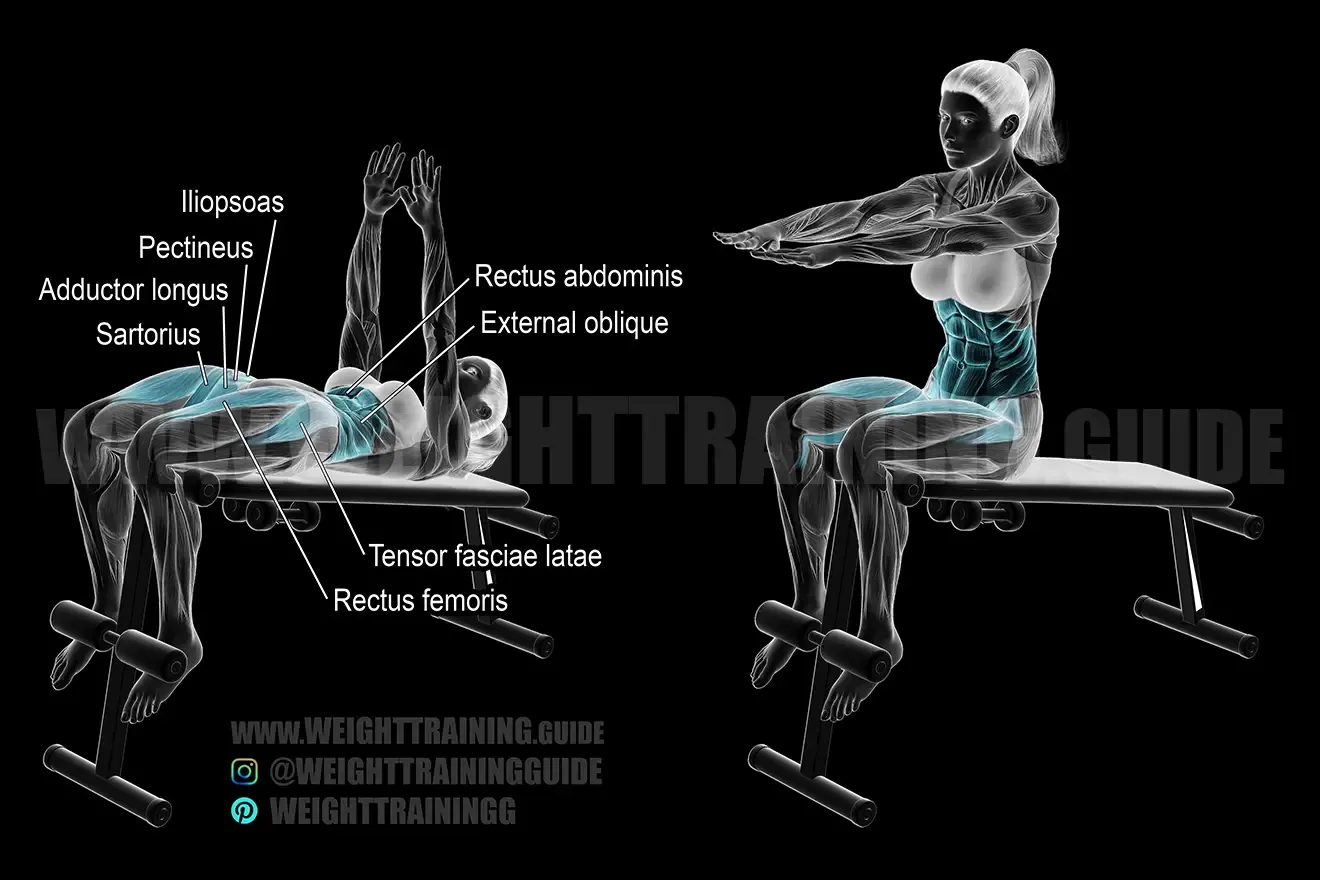 Iliopsoas
Pectineus
Adductor longus
Sartorius
Rectus abdominis
External oblique
WWW.WEIGHTTRAINING.GUIDE
Tensor fasciae latae
Rectus femoris
WWW.WEIGHTTRAINING.GUIDE
@WEIGHTTRAININGGUIDE
WEIGHTTRAININGG